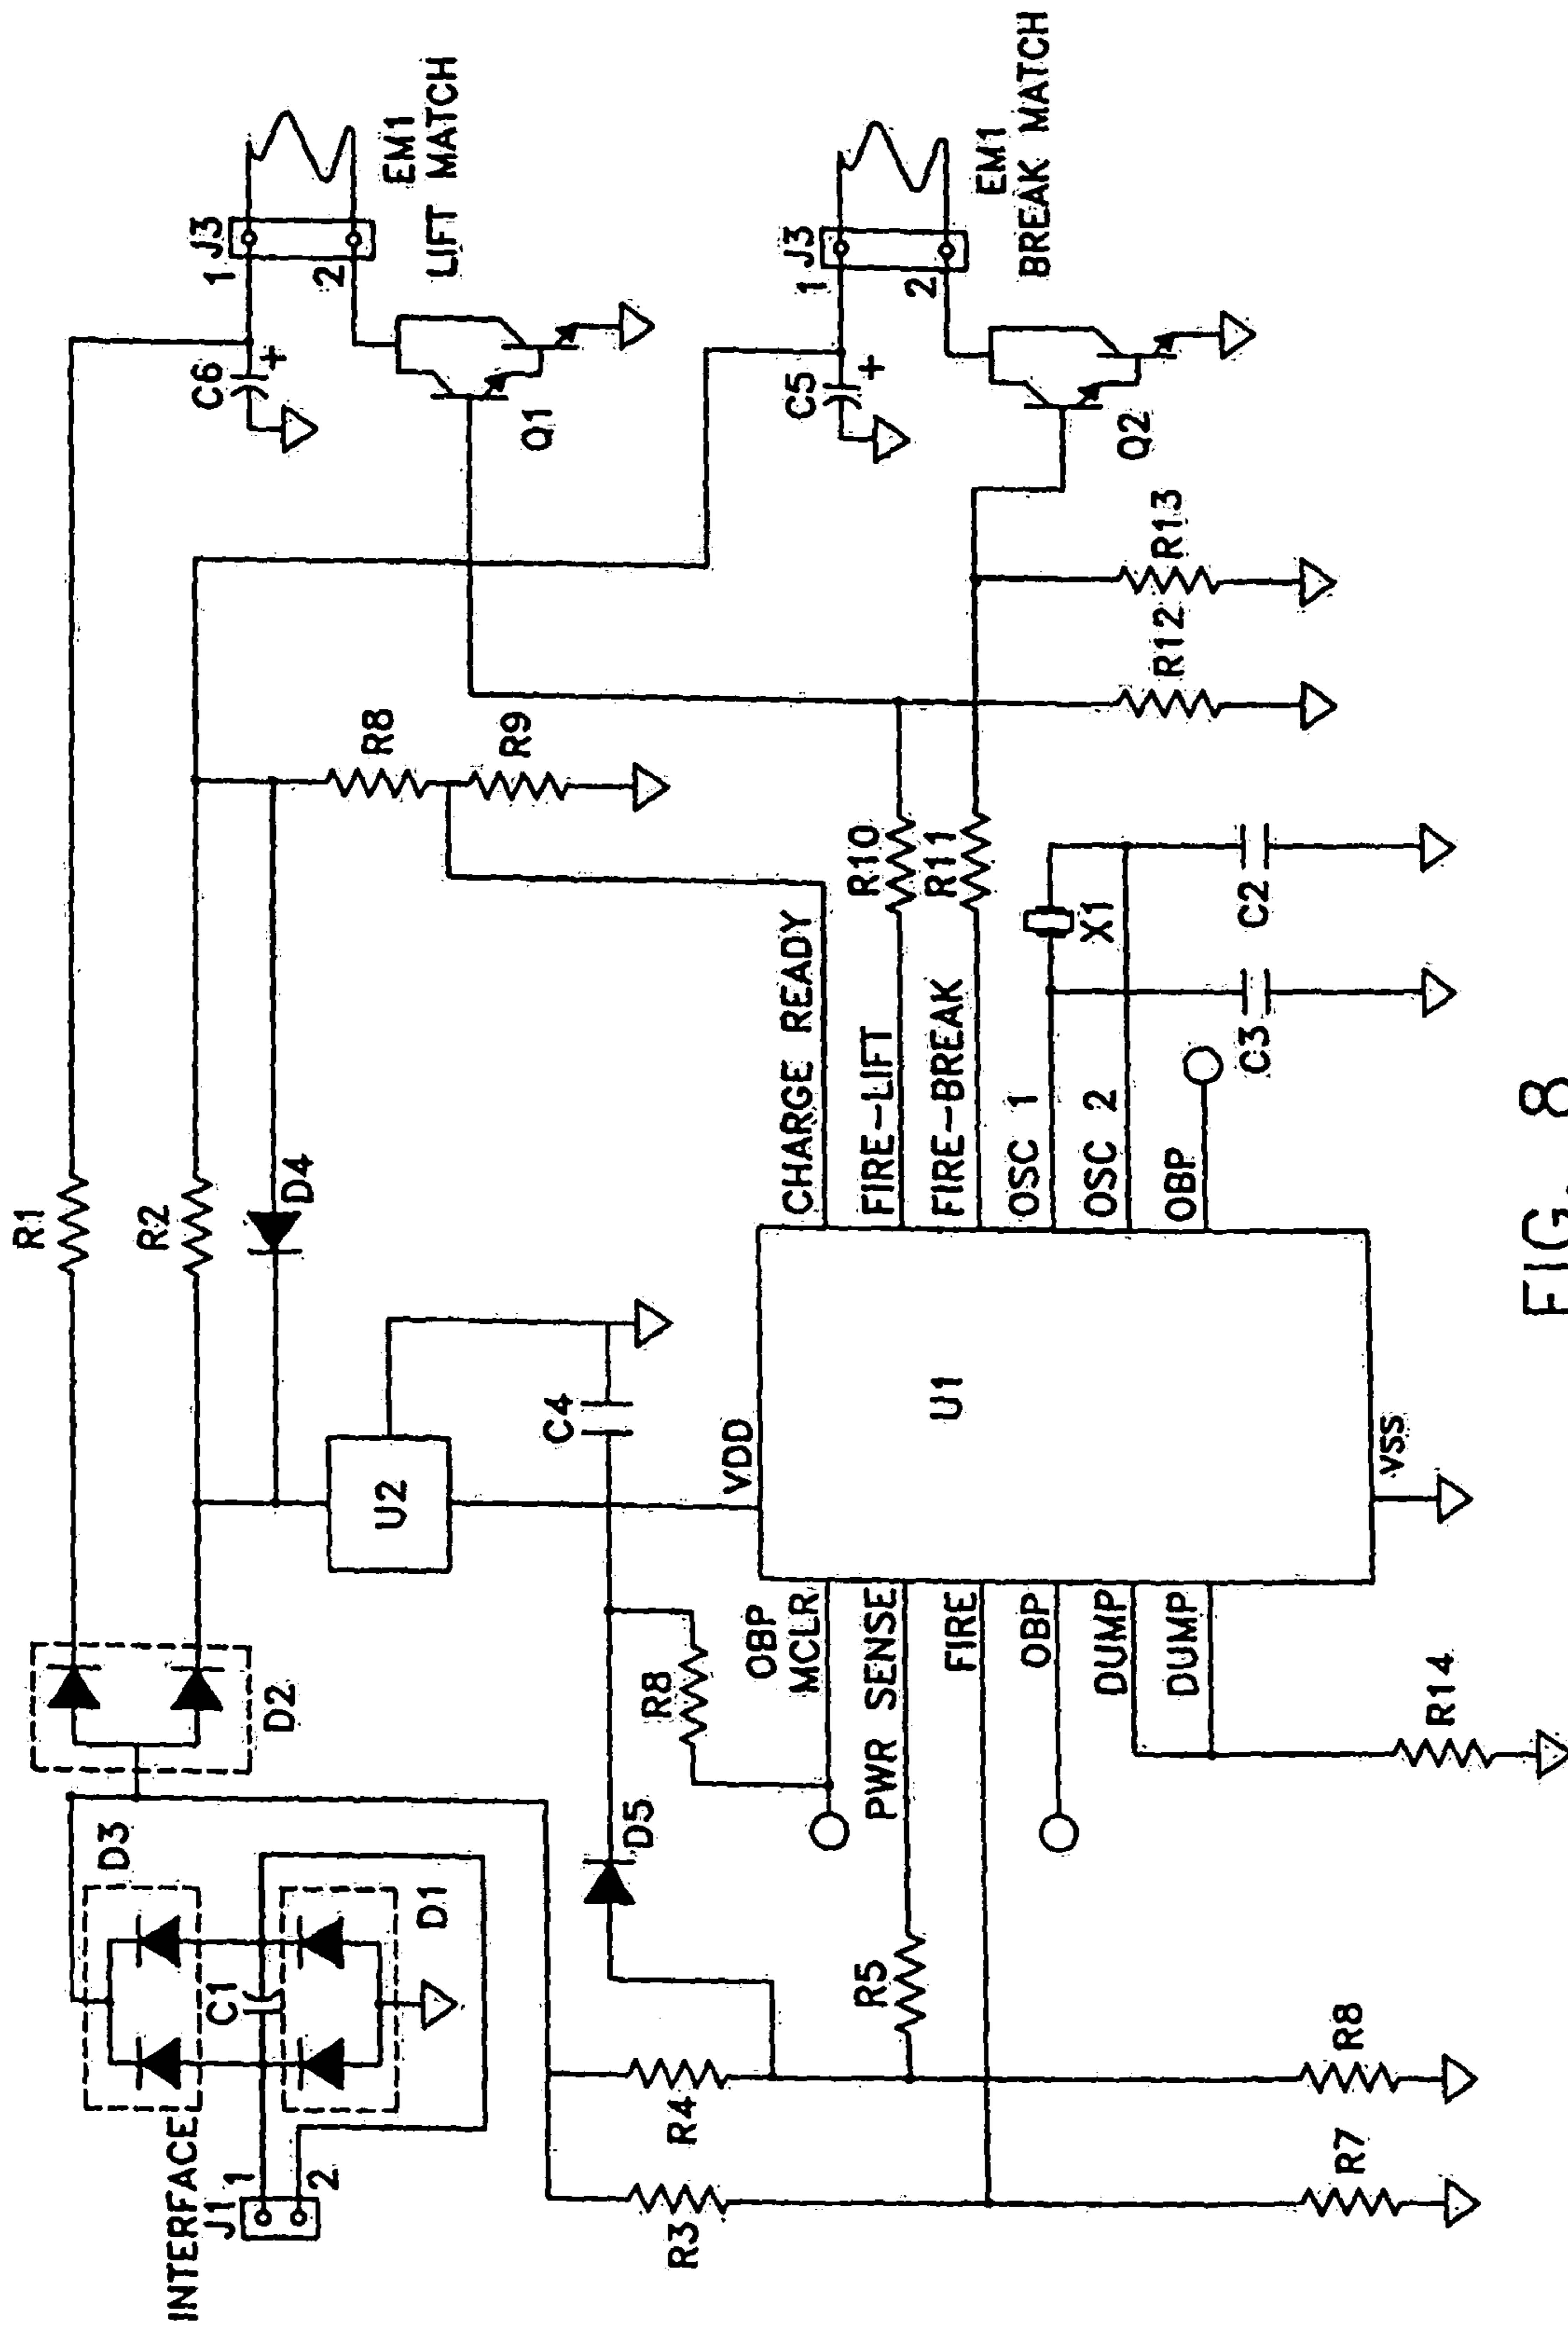 INTERFACE
J1
1
2
D3
C1
D1
D2
R1
R2
D4
U2
C4
D5
R8
R3
R4
R5
R7
R8
R14
OBP
MCLR
PWR SENSE
FIRE
OBP
DUMP
DUMP
VDD
U1
VSS
CHARGE READY
FIRE-LIFT
FIRE-BREAK
OSC 1
OSC 2
OBP
R8
R9
R10
R11
X1
C3
C2
R12
R13
C6
+
J3
1
2
EM1
LIFT MATCH
Q1
C5
+
J3
1
2
EM1
BREAK MATCH
Q2
FIG. 8